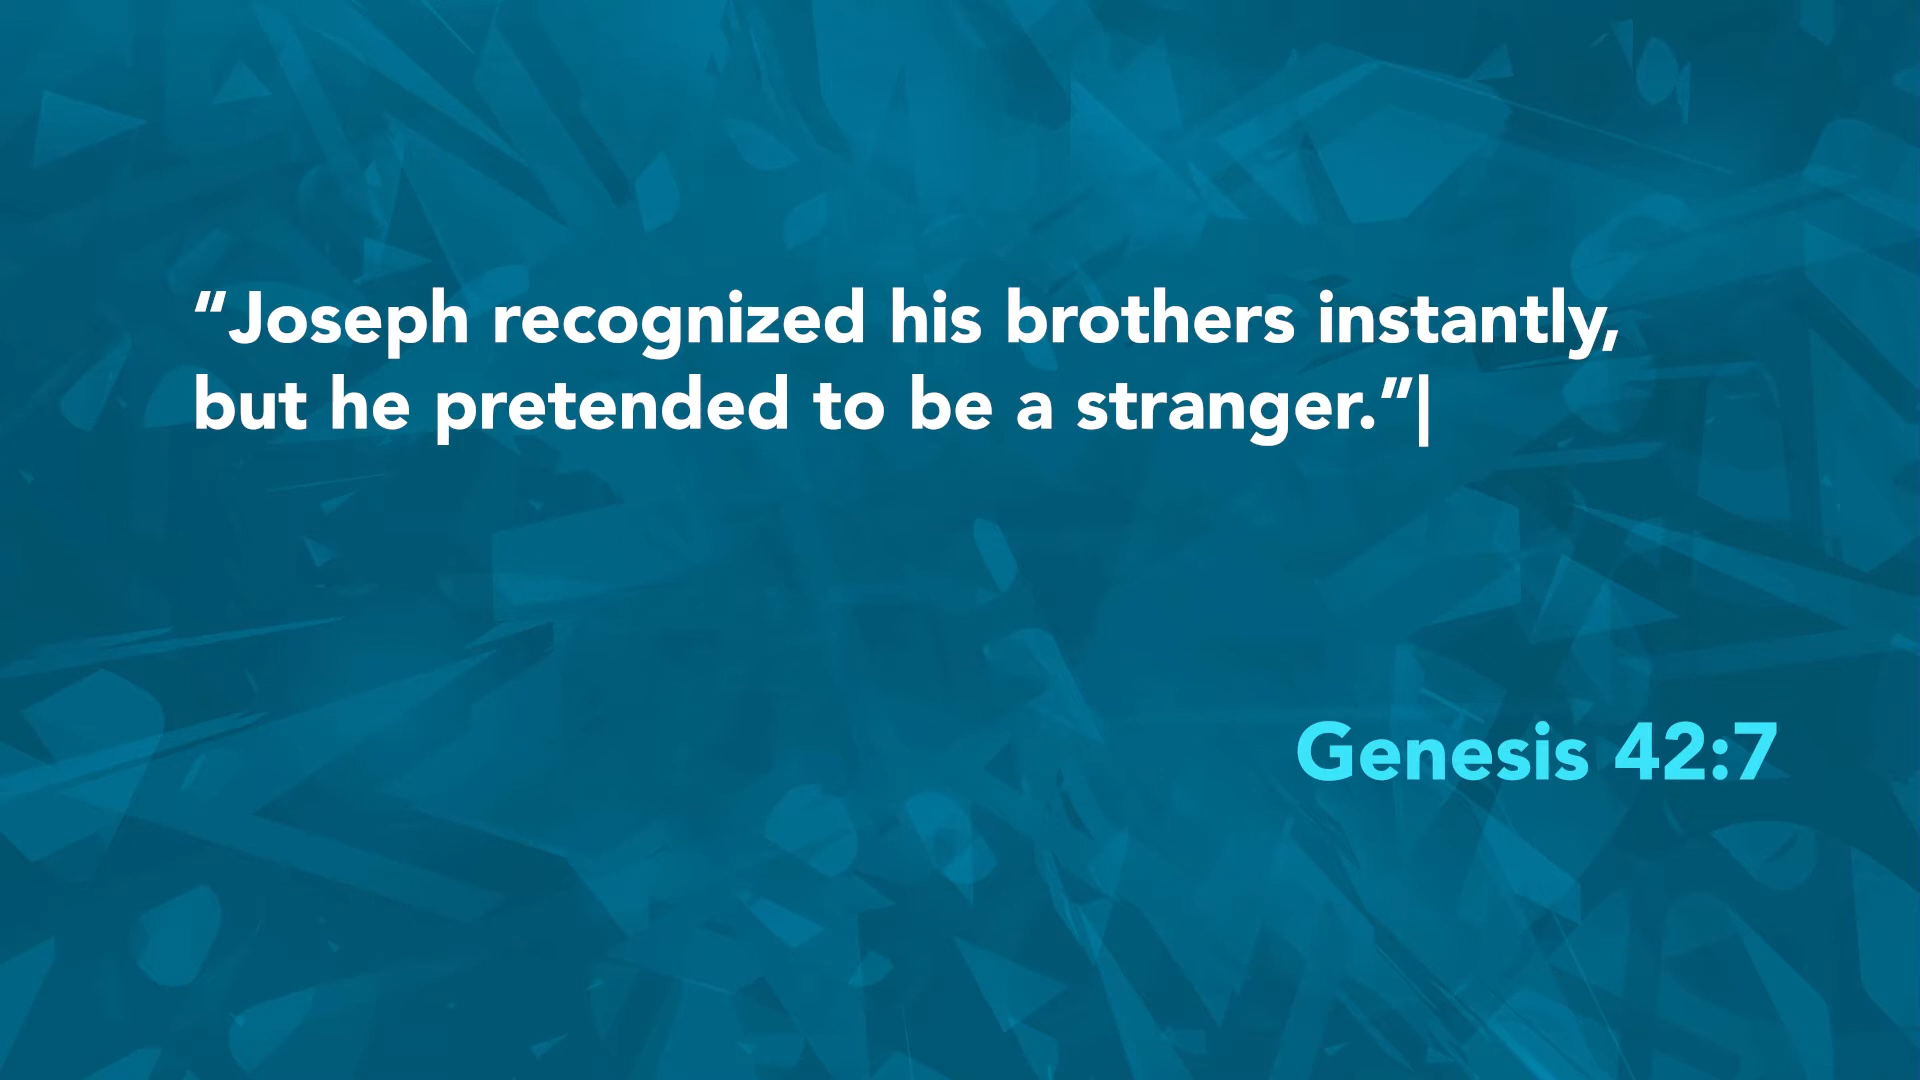 “Joseph recognized his brothers instantly,
but he pretended to be a stranger.“|
Genesis 42:7